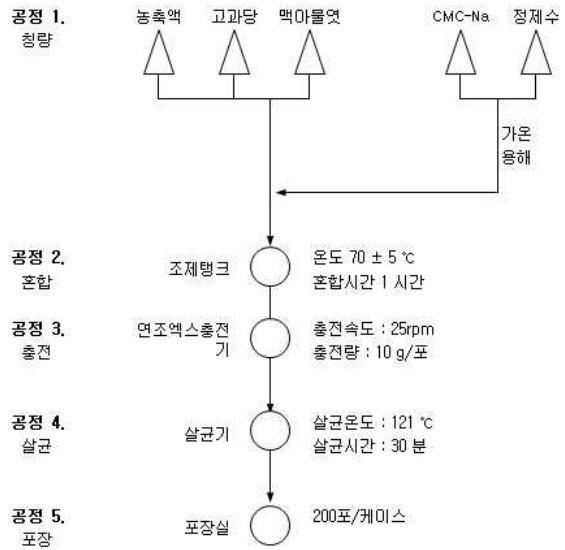 공정 1.
칭량
농축액 고과당 맥아물엿 CMC-Na 정제수
가온
용해
공정 2.
혼합
조제탱크
온도 70 ± 5 ℃
혼합시간 1 시간
공정 3.
충전
연조엑스충전
기
충전속도 : 25rpm
충전량 : 10 g/포
공정 4.
살균
살균기
살균온도 : 121 ℃
살균시간 : 30 분
공정 5.
포장
포장실
200포/케이스